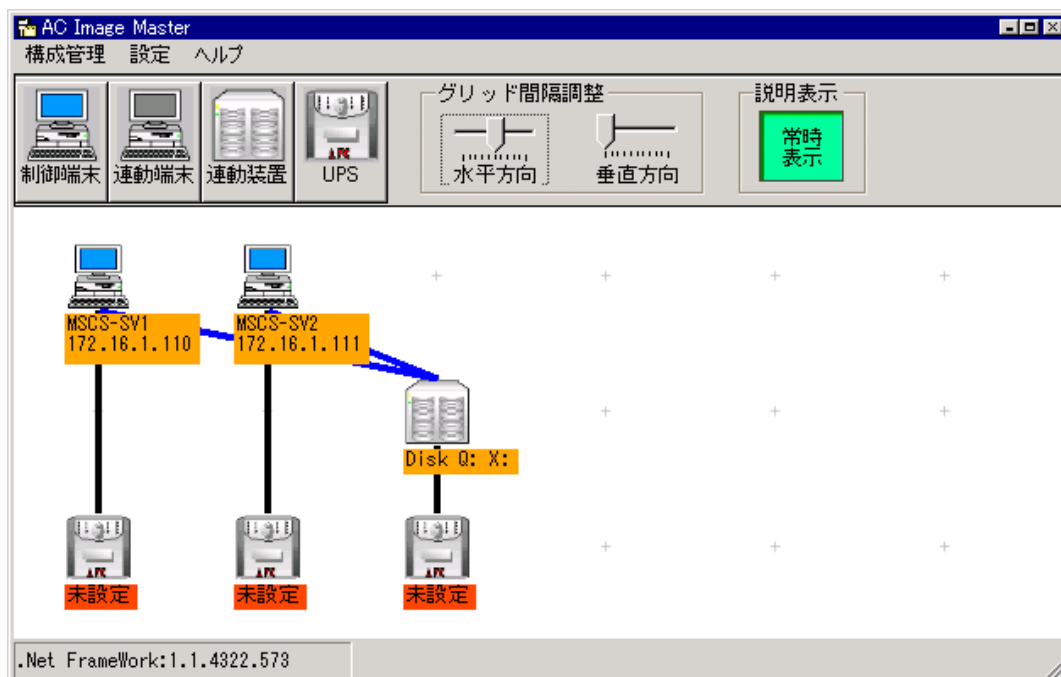 AC Image Master
構成管理 設定 ヘルプ
グリッド間隔調整
説明表示
常時
表示
制御端末
連動端末
連動装置
UPS
水平方向
垂直方向
MSCS-SV1
172.16.1.110
MSCS-SV2
172.16.1.111
Disk Q: X:
未設定
未設定
未設定
.Net FrameWork:1.1.4322.573